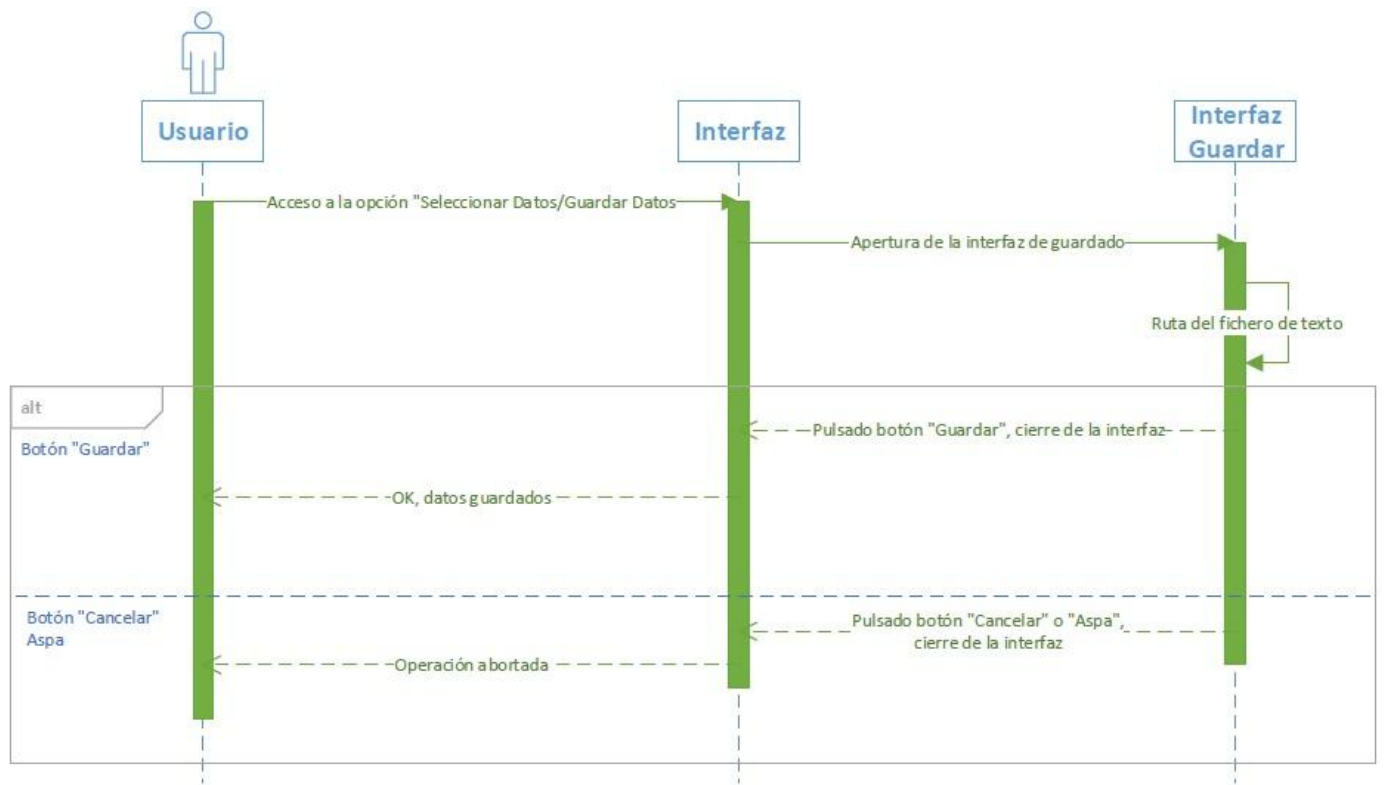 Usuario
Interfaz
Interfaz
Guardar
Acceso a la opción "Seleccionar Datos/Guardar Datos
Apertura de la interfaz de guardado
Ruta del fichero de texto
alt
Botón "Guardar"
Pulsado botón "Guardar", cierre de la interfaz
OK, datos guardados
Botón "Cancelar"
Aspa
Pulsado botón "Cancelar" o "Aspa",
cierre de la interfaz
Operación abortada